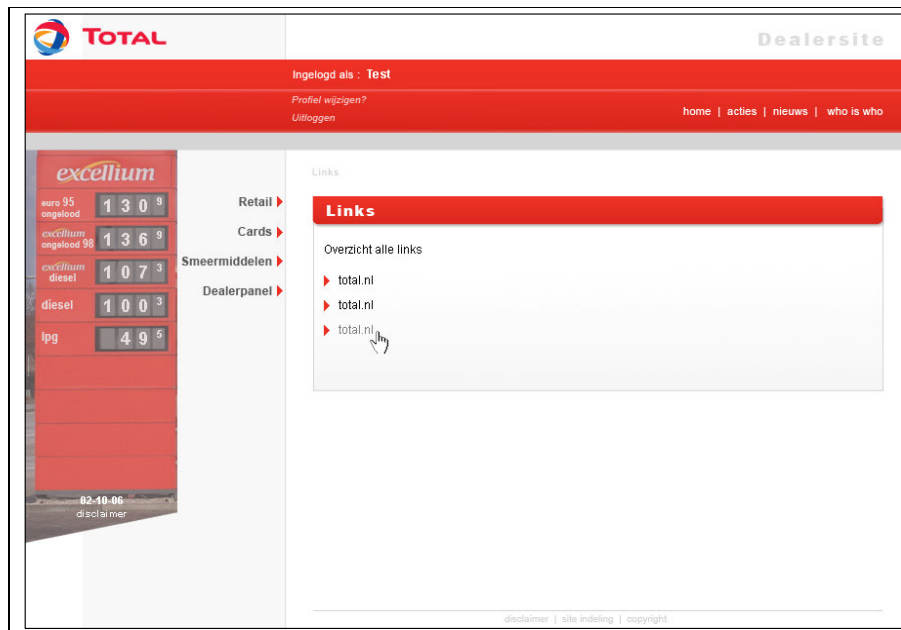 TOTAL
Dealersite
Ingelogd als : Test
Profiel wijzigen?
Uitloggen
home | acties | nieuws | who is who
excellium
euro 95 ongelood 1 3 0 9
excellium ongelood 98 1 3 6 9
excellium diesel 1 0 7 3
diesel 1 0 0 3
lpg 4 9 5
02-10-06
disclaimer
Retail
Cards
Smeermiddelen
Dealerpanel
Links
Links
Overzicht alle links
total.nl
total.nl
total.nl
disclaimer | site indeling | copyright